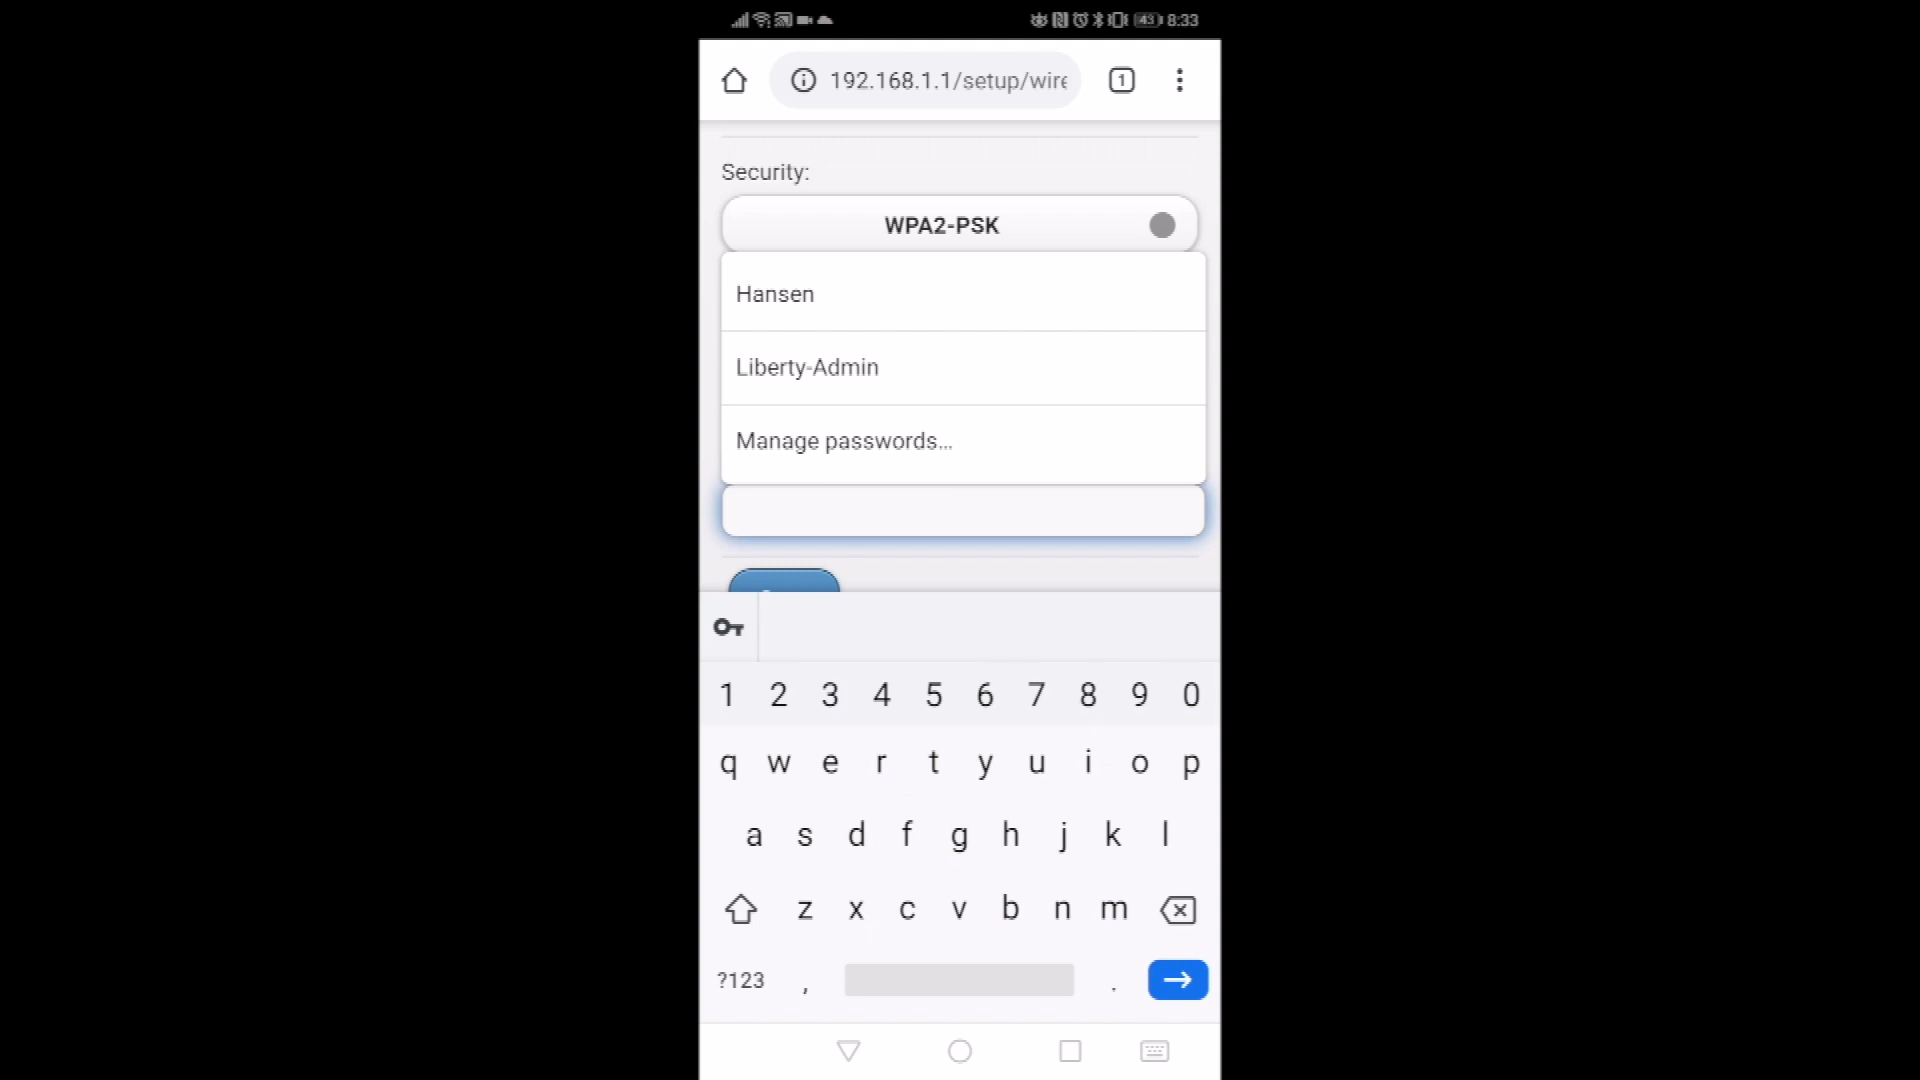 43 8:33
192.168.1.1/setup/wire
1
Security:
WPA2-PSK
Hansen
Liberty-Admin
Manage passwords...
1 2 3 4 5 6 7 8 9 0
q w e r t y u i o p
a s d f g h j k l
z x c v b n m
?123 , .